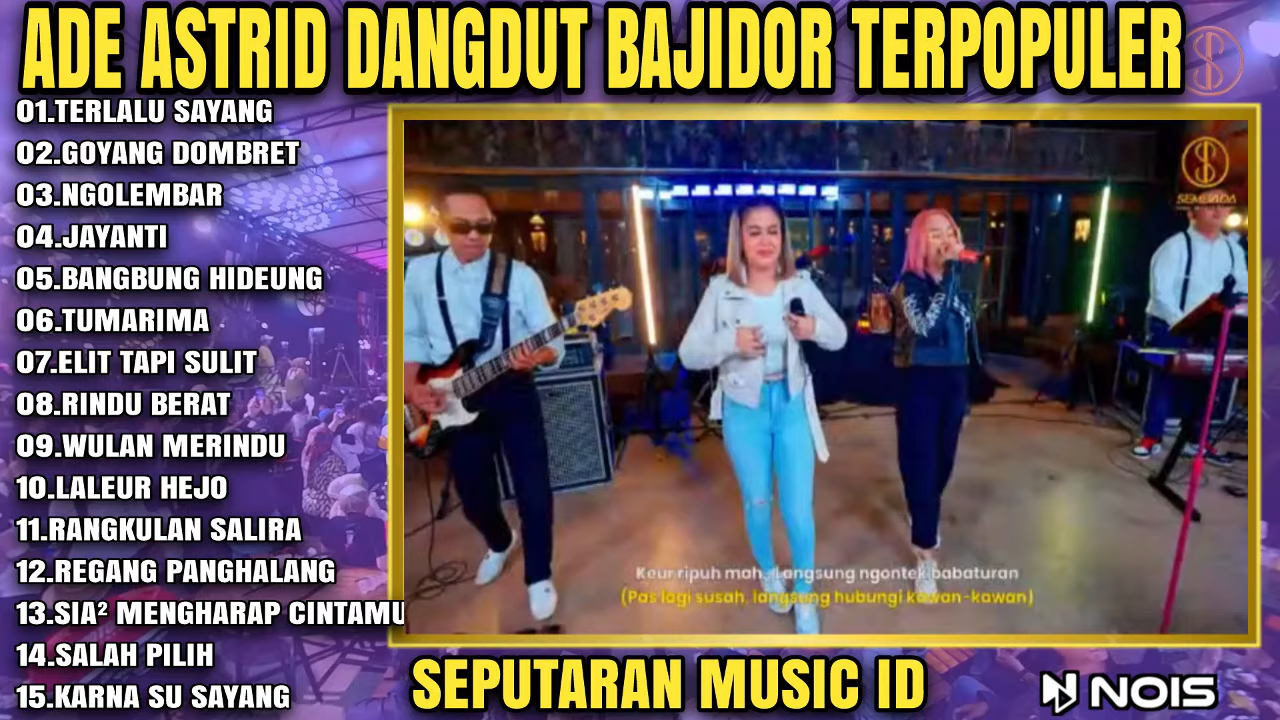 ADE ASTRID DANGDUT BAJIDOR TERPOPULER
01.TERLALU SAYANG
02.GOYANG DOMBRET
03.NGOLEMBAR
04.JAYANTI
05.BANGBUNG HIDEUNG
06.TUMARIMA
07.ELIT TAPI SULIT
08.RINDU BERAT
09.WULAN MERINDU
10.LALEUR HEJO
11.RANGKULAN SALIRA
12.REGANG PANGHALANG
13.SIA² MENGHARAP CINTAMU
14.SALAH PILIH
15.KARNA SU SAYANG
Keur ripuh mah, Langsung ngontek babaturan
(Pas lagi susah, langsung hubungi kawan-kawan)
SEPUTARAN MUSIC ID
NOIS